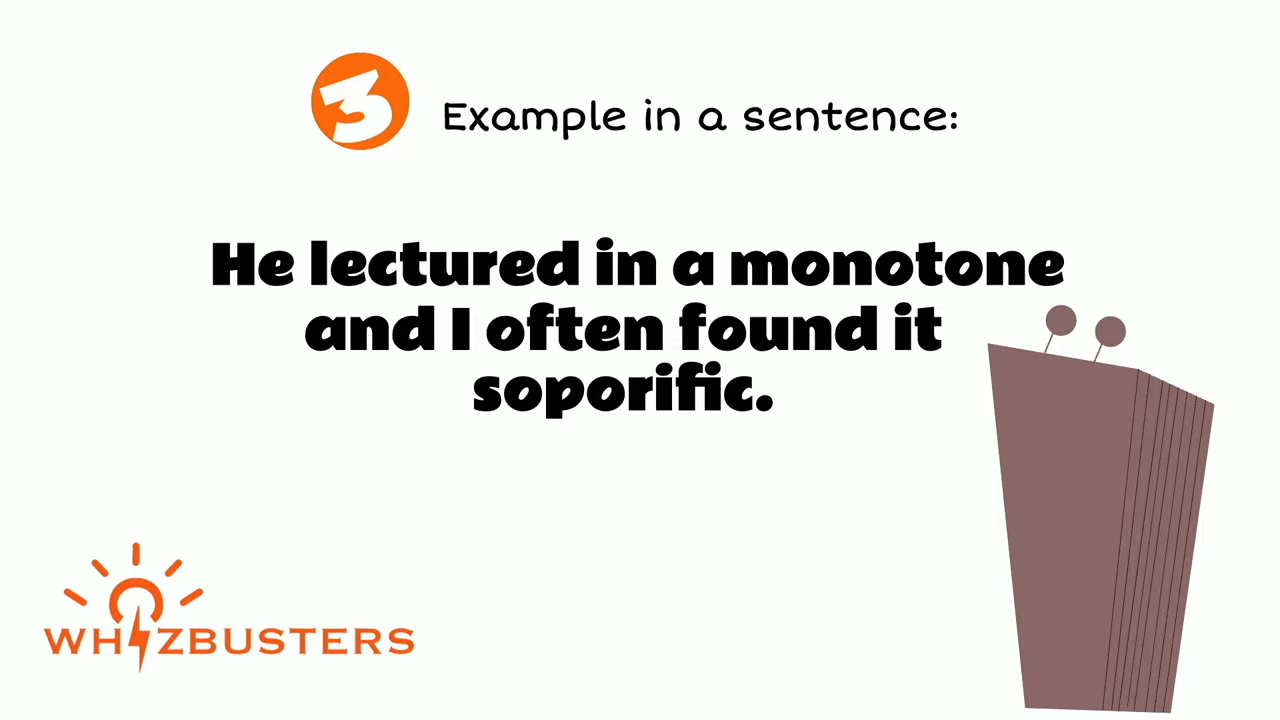 3 Example in a sentence:
He lectured in a monotone
and I often found it
soporific.
WHIZBUSTERS